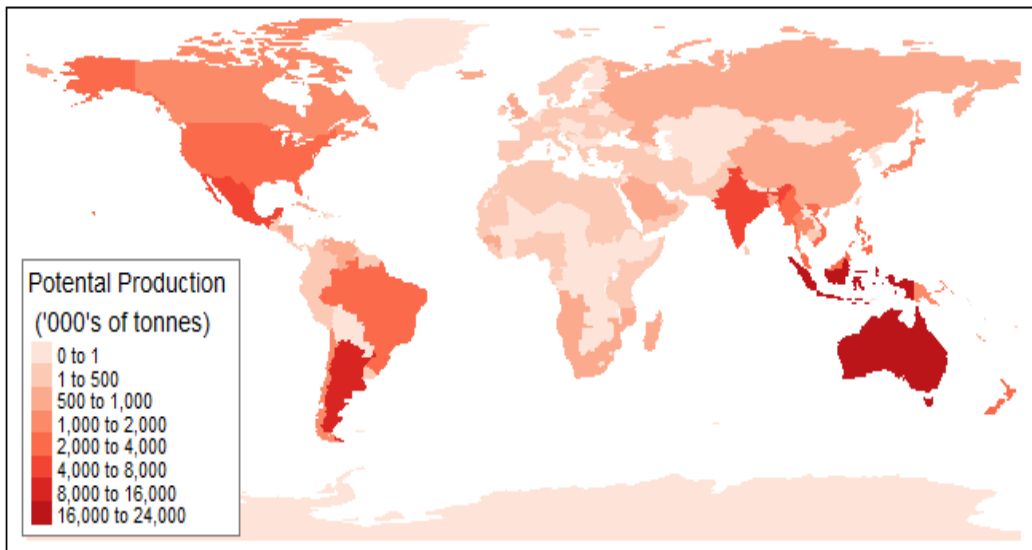 Potental Production
('000's of tonnes)
0 to 1
1 to 500
500 to 1,000
1,000 to 2,000
2,000 to 4,000
4,000 to 8,000
8,000 to 16,000
16,000 to 24,000